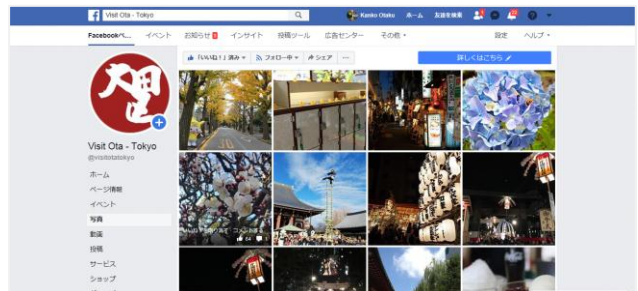 Visit Ota - Tokyo
Kanko Otaku ホーム 友達を検索
Facebookペ... イベント お知らせ インサイト 投稿ツール 広告センター その他 設定 ヘルプ
「いいね！」済み フォロー中 シェア ...
詳しくはこちら
Visit Ota - Tokyo
@visitotatokyo
ホーム
ページ情報
イベント
写真
動画
投稿
サービス
ショップ
30
54